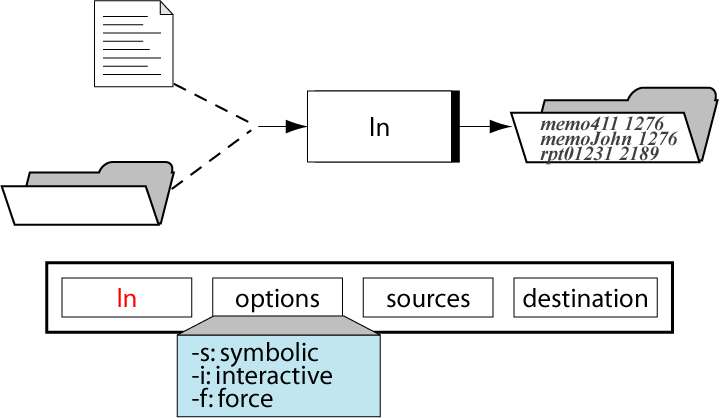 ln
memo411 1276
memoJohn 1276
rpt01231 2189
ln
options
sources
destination
-s: symbolic
-i: interactive
-f: force